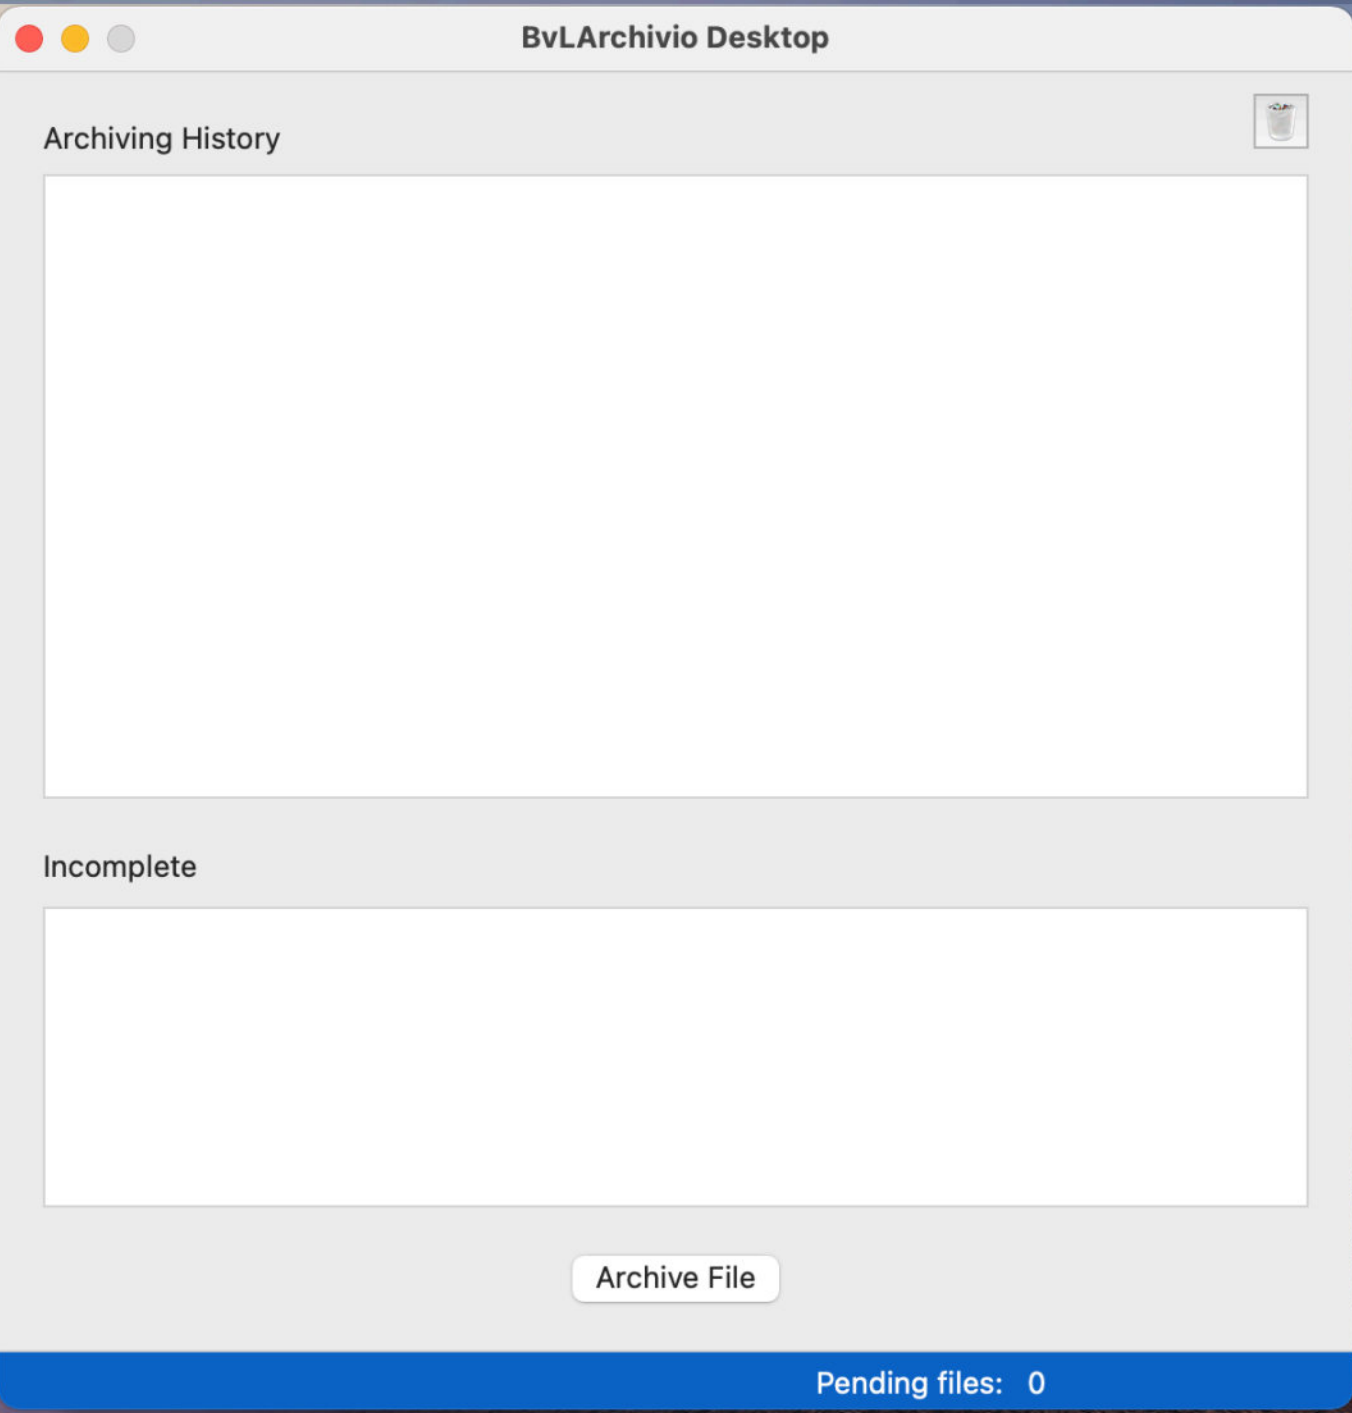 BvLArchivio Desktop
Archiving History
Incomplete
Archive File
Pending files: 0